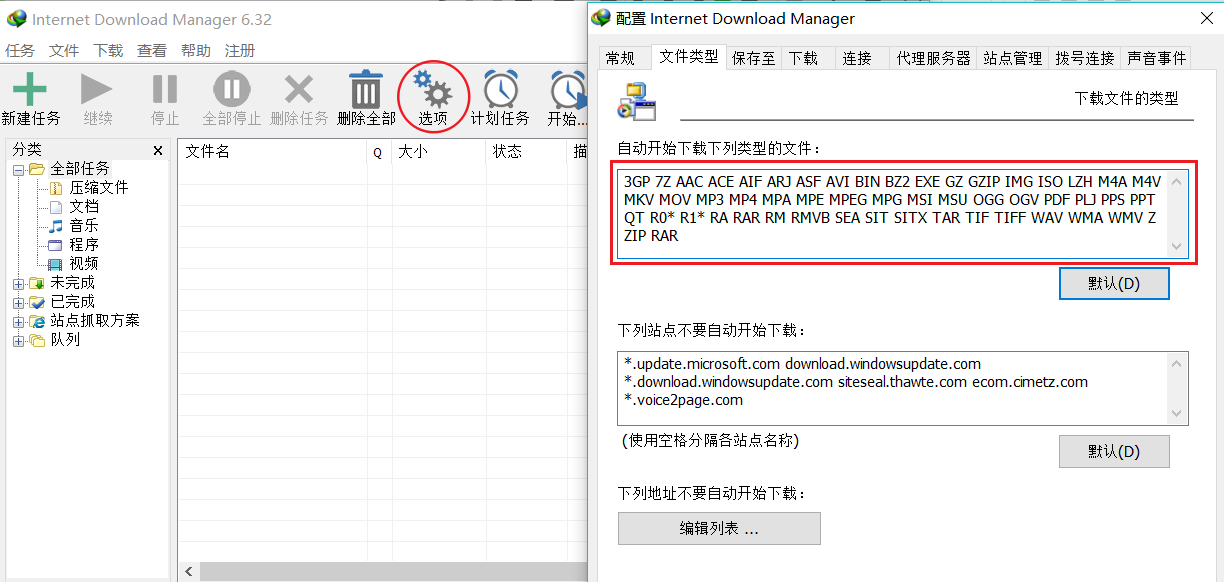 Internet Download Manager 6.32
任务 文件 下载 查看 帮助 注册
新建任务 继续 停止 全部停止 删除任务 删除全部 选项 计划任务 开始...
分类 x
全部任务
压缩文件
文档
音乐
程序
视频
未完成
已完成
站点抓取方案
队列
文件名 Q 大小 状态 描
配置 Internet Download Manager
常规 文件类型 保存至 下载 连接 代理服务器 站点管理 拨号连接 声音事件
下载文件的类型
自动开始下载下列类型的文件：
3GP 7Z AAC ACE AIF ARJ ASF AVI BIN BZ2 EXE GZ GZIP IMG ISO LZH M4A M4V
MKV MOV MP3 MP4 MPA MPE MPEG MPG MSI MSU OGG OGV PDF PLJ PPS PPT
QT R0* R1* RA RAR RM RMVB SEA SIT SITX TAR TIF TIFF WAV WMA WMV Z
ZIP RAR
默认(D)
下列站点不要自动开始下载：
*.update.microsoft.com download.windowsupdate.com
*.download.windowsupdate.com siteseal.thawte.com ecom.cimetz.com
*.voice2page.com
(使用空格分隔各站点名称)
默认(D)
下列地址不要自动开始下载：
编辑列表 ...